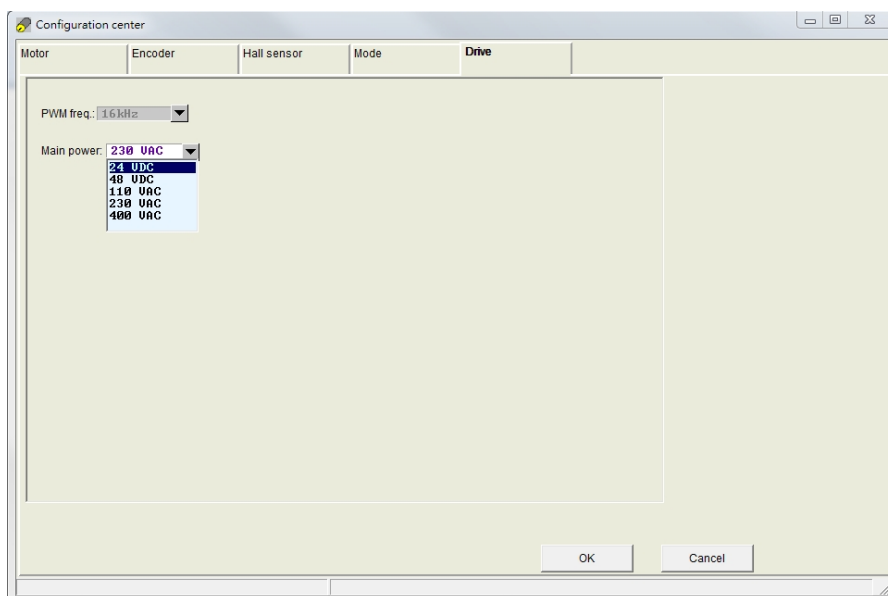 Configuration center
Motor Encoder Hall sensor Mode Drive
PWM freq.: 16kHz
Main power: 230 VAC
24 VDC
48 VDC
110 VAC
230 VAC
400 VAC
OK Cancel